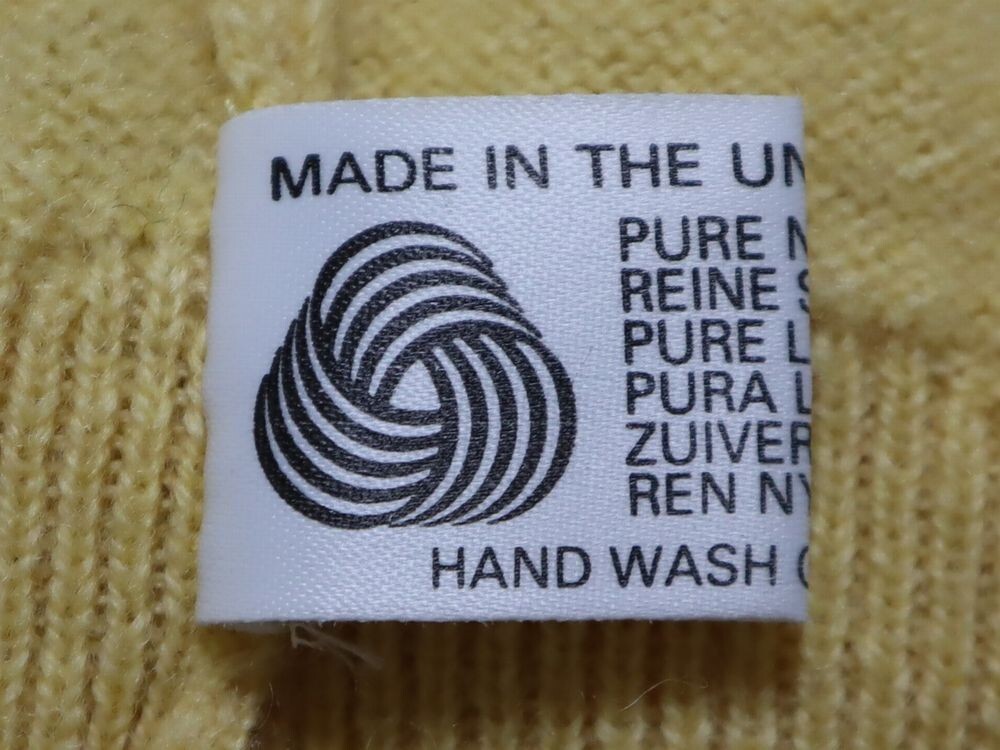 MADE IN THE UN
PURE N
REINE S
PURE L
PURA L
ZUIVER
REN NY
HAND WASH